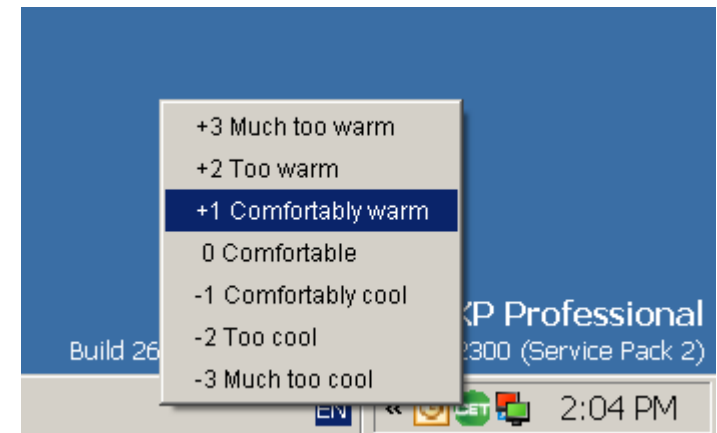 +3 Much too warm
+2 Too warm
+1 Comfortably warm
0 Comfortable
-1 Comfortably cool
XP Professional
-2 Too cool
Build 26 2300 (Service Pack 2)
-3 Much too cool
EN « CET 2:04 PM